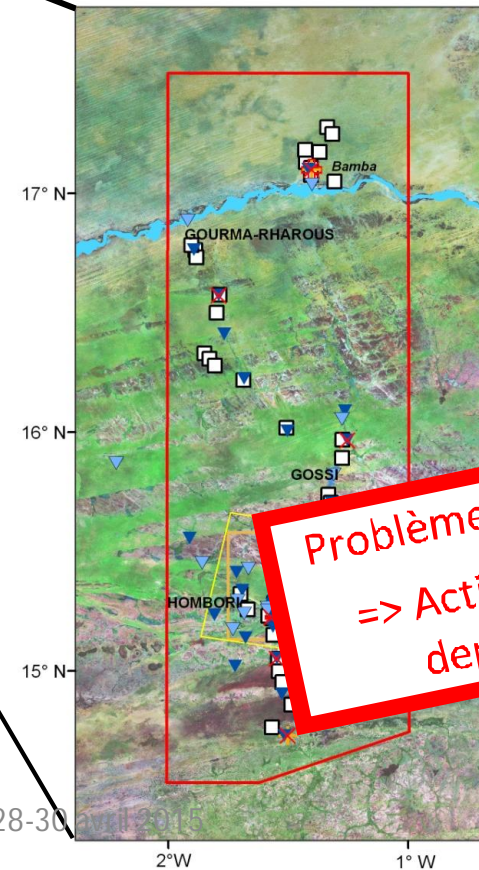 Bamba
17° N
GOURMA-RHAROUS
16° N
GOSSI
Problème
=> Acti
HOMBORI
der
15° N
28-30 avril 2015
2°W
1° W